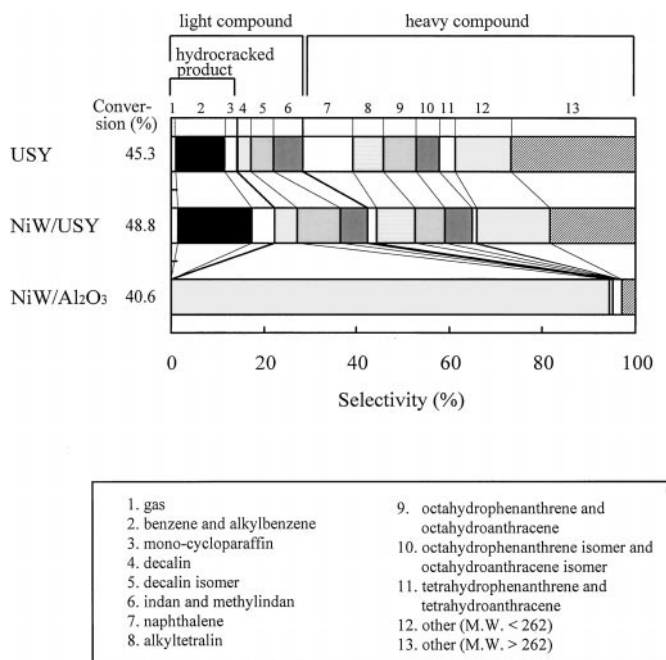 light compound
heavy compound
hydrocracked
product
Conver-
sion (%)
1 2 3 4 5 6 7 8 9 10 11 12 13
USY 45.3
NiW/USY 48.8
NiW/Al2O3 40.6
0 20 40 60 80 100
Selectivity (%)
1. gas
2. benzene and alkylbenzene
3. mono-cycloparaffin
4. decalin
5. decalin isomer
6. indan and methylindan
7. naphthalene
8. alkyltetralin
9. octahydrophenanthrene and
octahydroanthracene
10. octahydrophenanthrene isomer and
octahydroanthracene isomer
11. tetrahydrophenanthrene and
tetrahydroanthracene
12. other (M.W. < 262)
13. other (M.W. > 262)